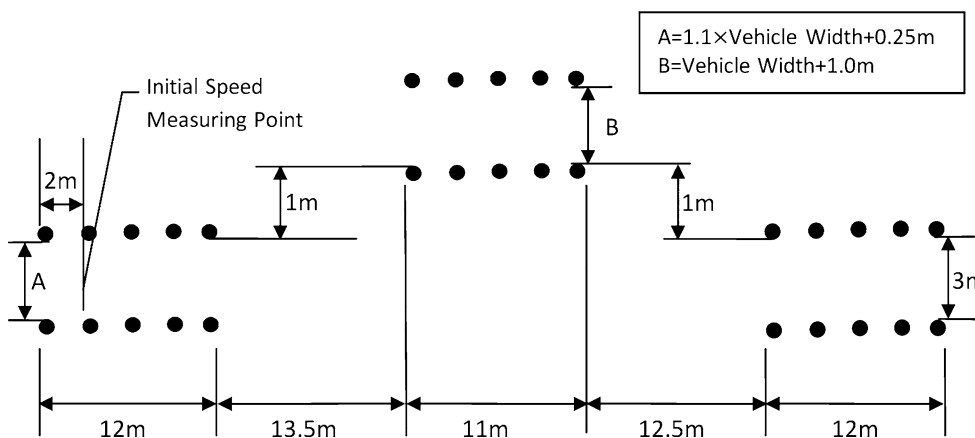 A=1.1×Vehicle Width+0.25m
B=Vehicle Width+1.0m
Initial Speed
Measuring Point
B
2m
1m
1m
A
3m
12m
13.5m
11m
12.5m
12m